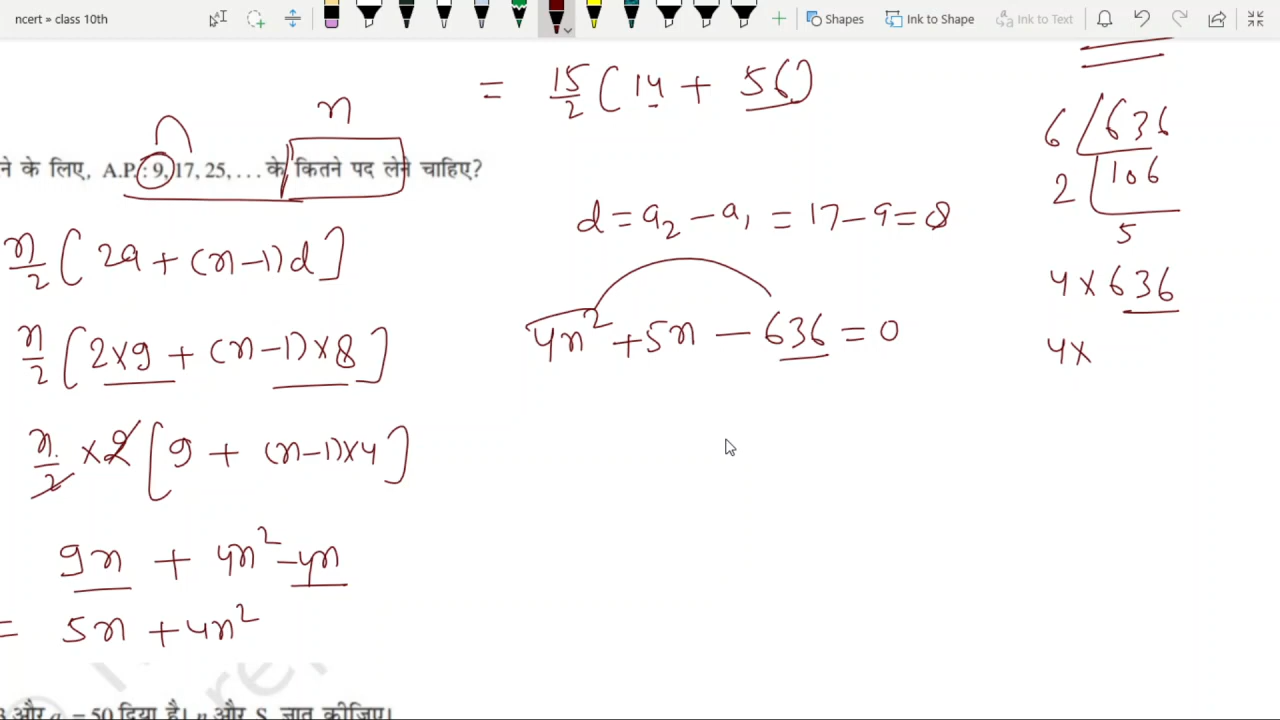 ncert » class 10th
Shapes
Ink to Shape
Ink to Text
= 15/2 (14 + 56)
n
ने के लिए, A.P.: 9, 17, 25, . . . के कितने पद लेने चाहिए?
n/2 [2a + (n-1)d]
n/2 [2×9 + (n-1)×8]
n/2 ×2 [9 + (n-1)×4]
9n + 4n² -4n
= 5n + 4n²
d = a₂ - a₁ = 17 - 9 = 8
4n² + 5n - 636 = 0
6 636
2 106
5
4 × 636
4×
3 और a = 50 दिया है। n और S ज्ञात कीजिए।